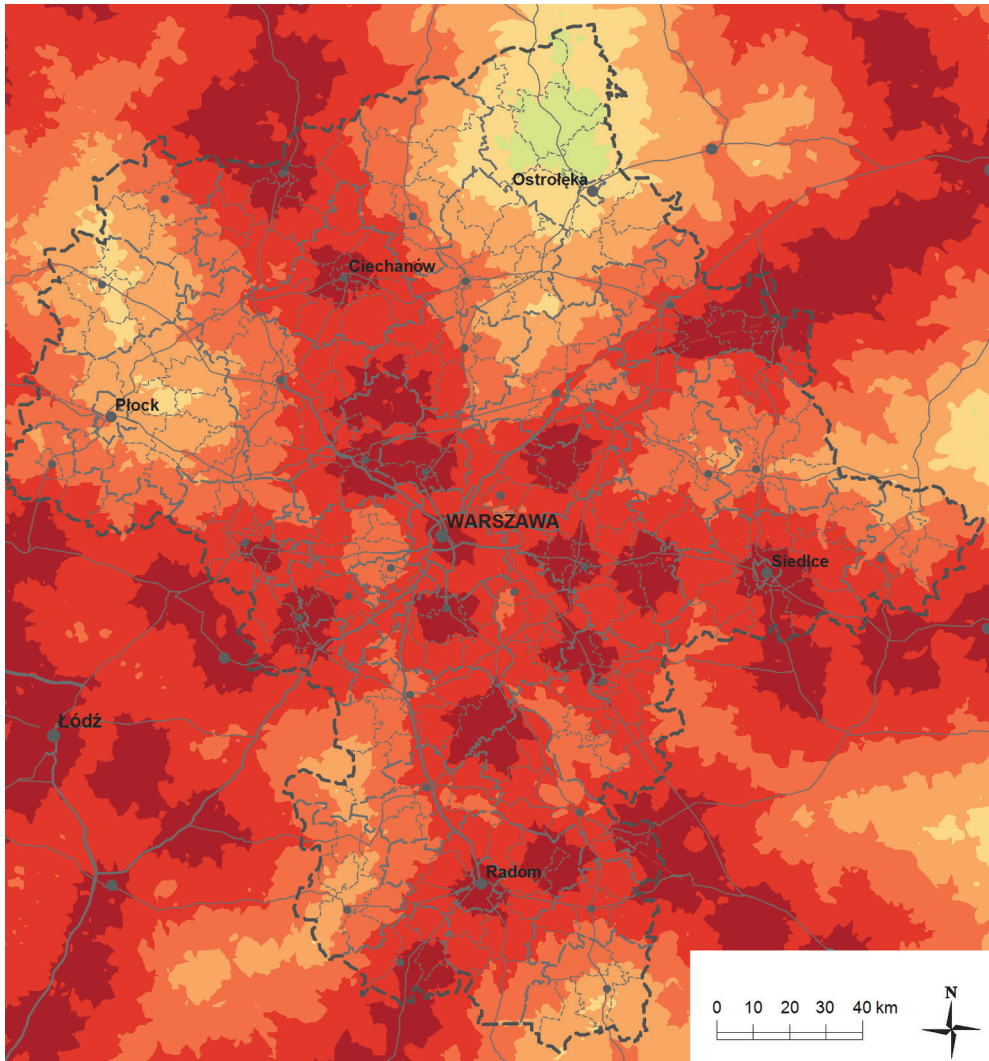 Ostrołęka
Ciechanów
Płock
WARSZAWA
Siedlce
Łódź
Radom
0 10 20 30 40 km
N